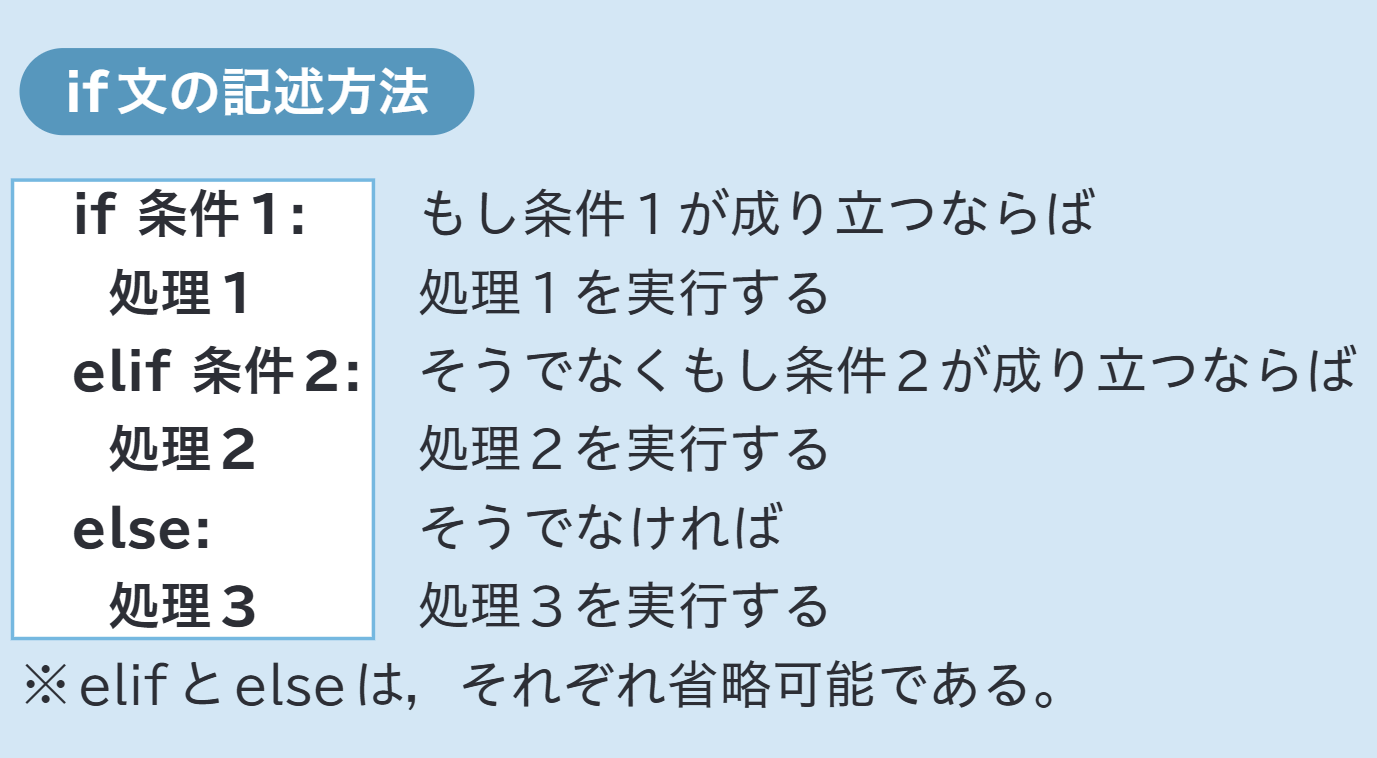 if文の記述方法
if 条件1: もし条件1が成り立つならば
処理1 処理1を実行する
elif 条件2: そうでなくもし条件2が成り立つならば
処理2 処理2を実行する
else: そうでなければ
処理3 処理3を実行する
※elifとelseは，それぞれ省略可能である。